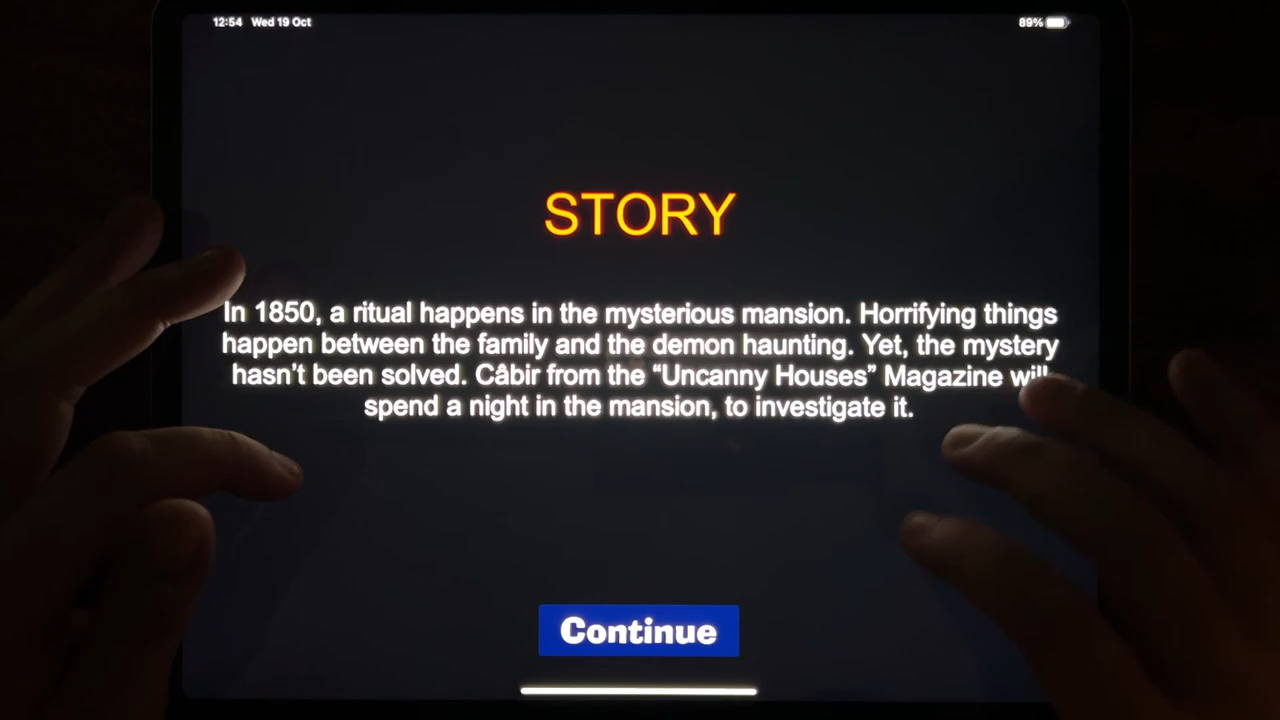 12:54 Wed 19 Oct
89%
STORY
In 1850, a ritual happens in the mysterious mansion. Horrifying things
happen between the family and the demon haunting. Yet, the mystery
hasn’t been solved. Câbir from the “Uncanny Houses” Magazine will
spend a night in the mansion, to investigate it.
Continue